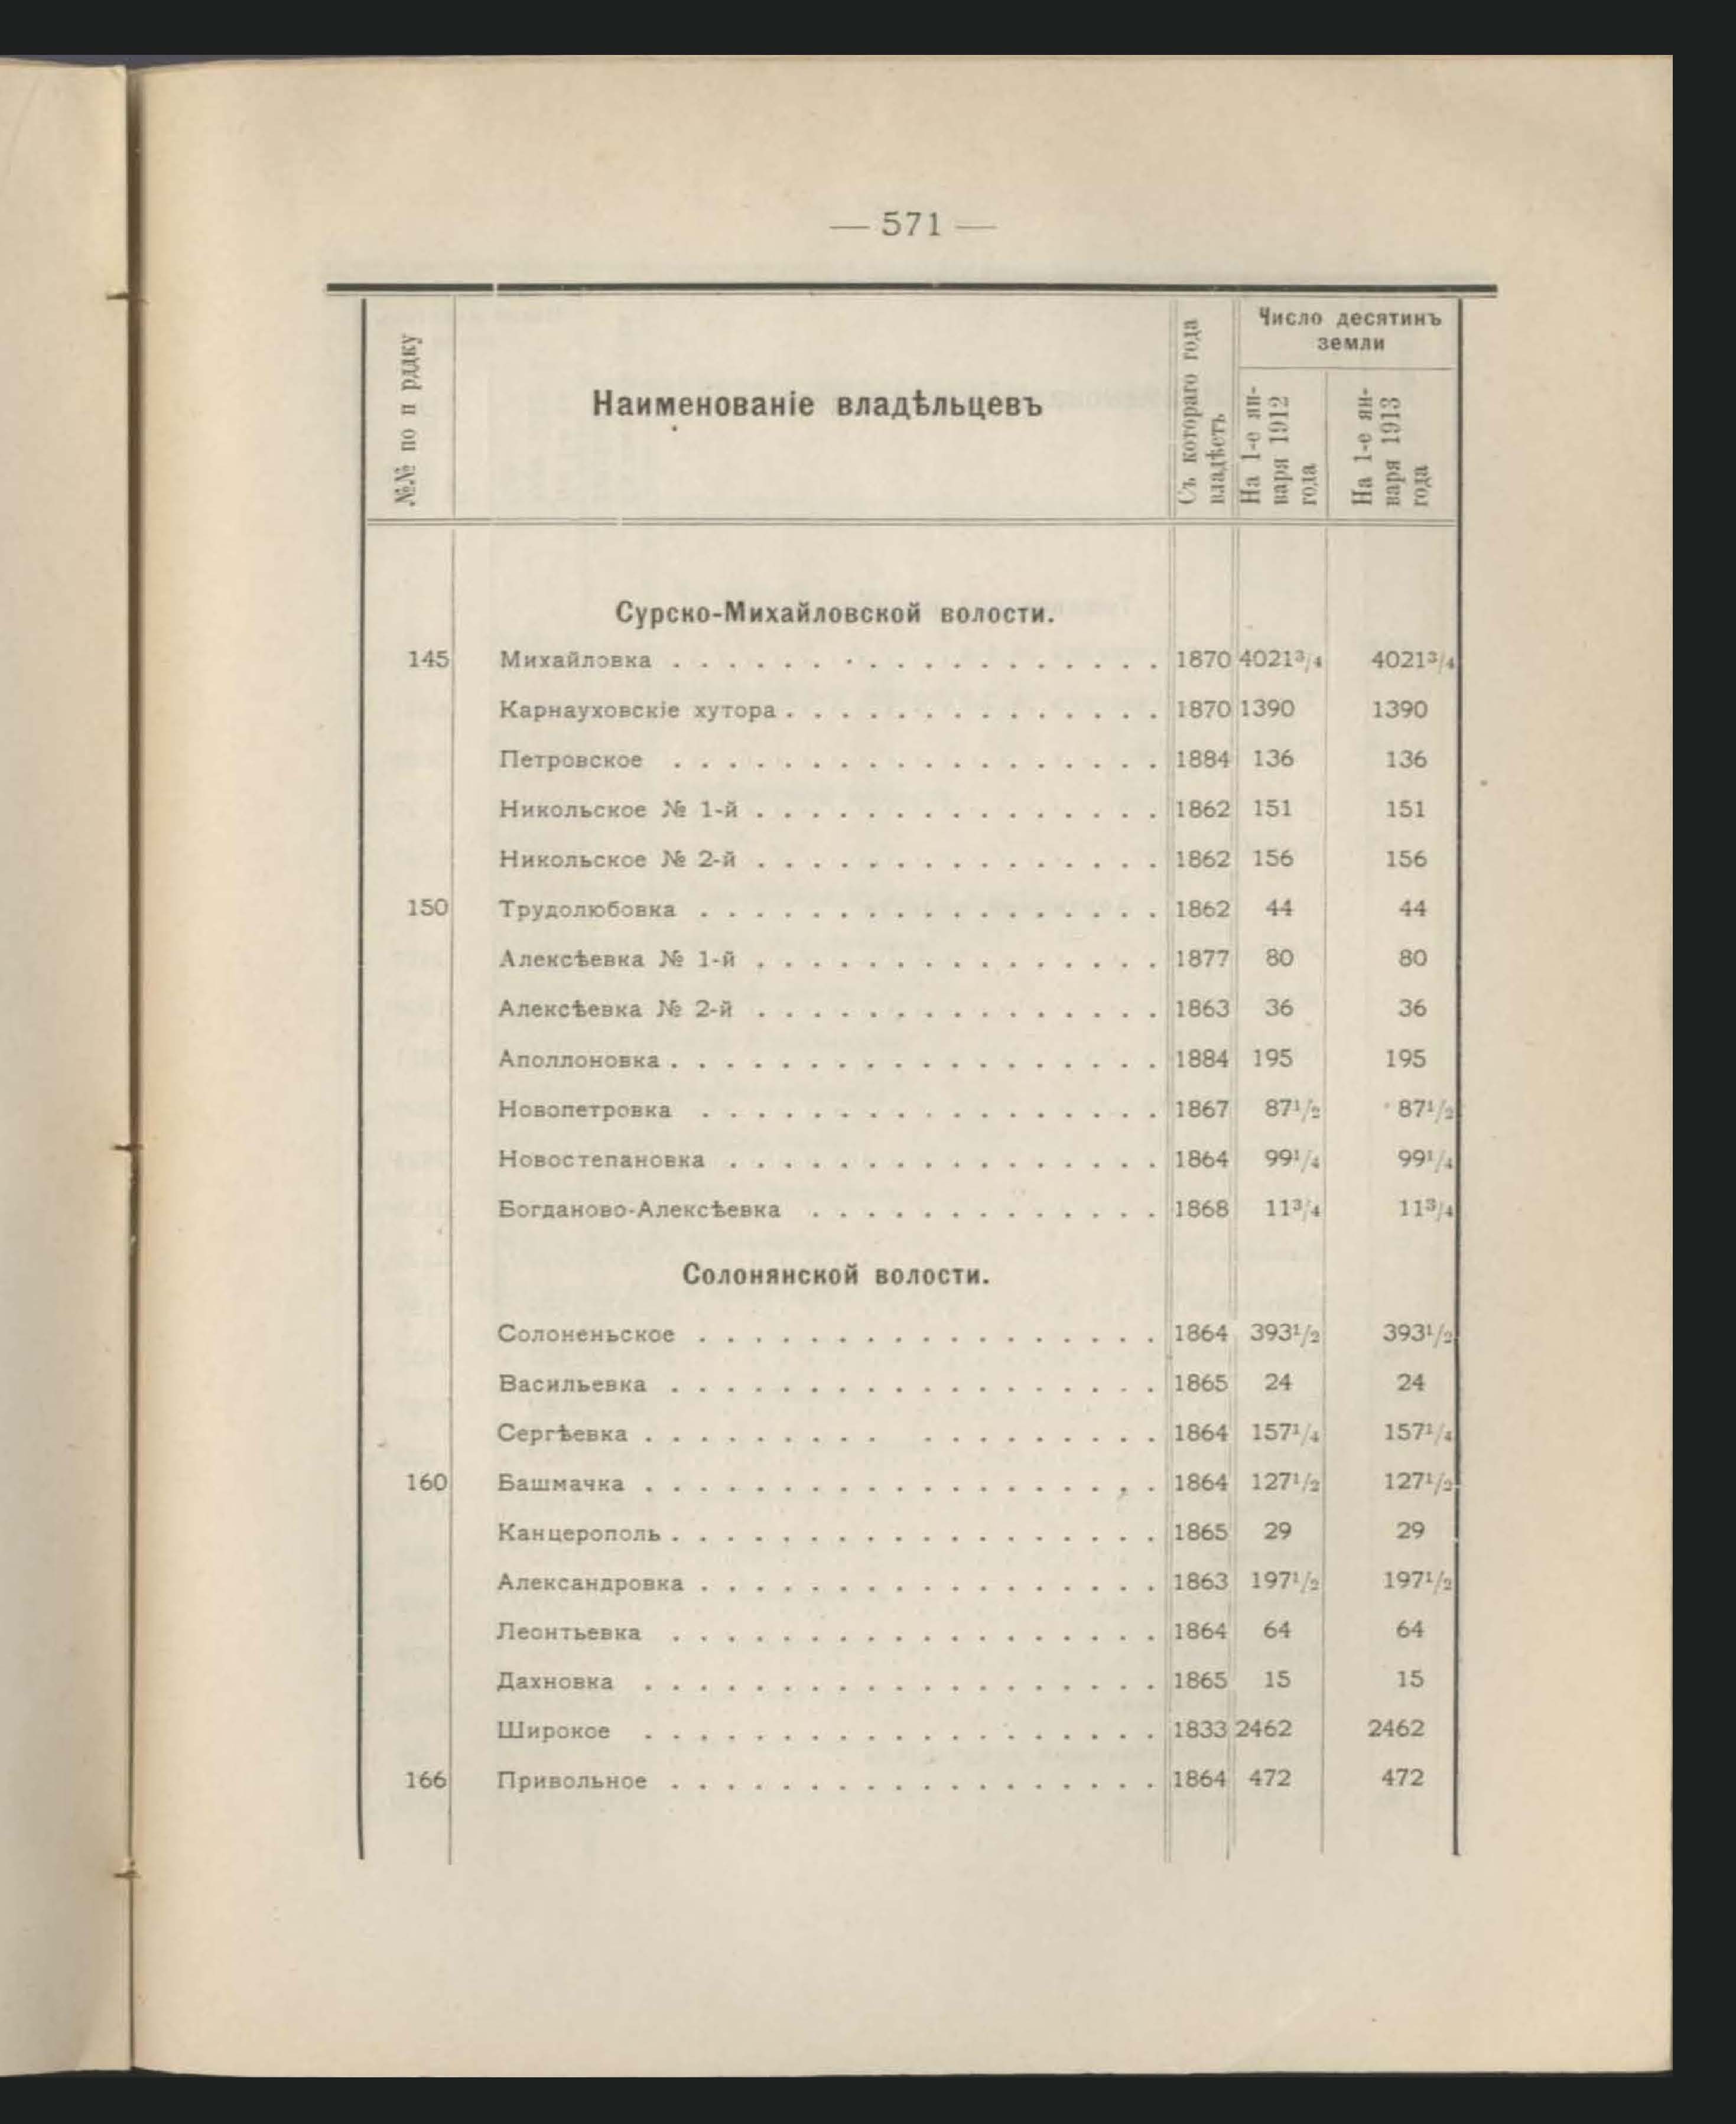 — 571 —
№№ по п рддку
Наименованіе владѣльцевъ
Съ котораго года
владѣетъ
Число десятинъ
земли
На 1-е ян-
варя 1912
года
На 1-е ян-
варя 1913
года
Сурско-Михайловской волости.
145 Михайловка . . . . . . . . . . . . . . . . . . 1870 4021³/₄ 4021³/₄
Карнауховскіе хутора . . . . . . . . . . . . . . 1870 1390 1390
Петровское . . . . . . . . . . . . . . . . . . 1884 136 136
Никольское № 1-й . . . . . . . . . . . . . . . 1862 151 151
Никольское № 2-й . . . . . . . . . . . . . . . 1862 156 156
150 Трудолюбовка . . . . . . . . . . . . . . . . . 1862 44 44
Алексѣевка № 1-й . . . . . . . . . . . . . . . 1877 80 80
Алексѣевка № 2-й . . . . . . . . . . . . . . . 1863 36 36
Аполлоновка . . . . . . . . . . . . . . . . . . 1884 195 195
Новопетровка . . . . . . . . . . . . . . . . . 1867 87¹/₂ 87¹/₂
Новостепановка . . . . . . . . . . . . . . . . 1864 99¹/₄ 99¹/₄
Богданово-Алексѣевка . . . . . . . . . . . . . 1868 11³/₄ 11³/₄
Солонянской волости.
Солоненьское . . . . . . . . . . . . . . . . . 1864 393¹/₂ 393¹/₂
Васильевка . . . . . . . . . . . . . . . . . . 1865 24 24
Сергѣевка . . . . . . . . . . . . . . . . . . 1864 157¹/₄ 157¹/₄
160 Башмачка . . . . . . . . . . . . . . . . . . . 1864 127¹/₂ 127¹/₂
Канцерополь . . . . . . . . . . . . . . . . . . 1865 29 29
Александровка . . . . . . . . . . . . . . . . . 1863 197¹/₂ 197¹/₂
Леонтьевка . . . . . . . . . . . . . . . . . . 1864 64 64
Дахновка . . . . . . . . . . . . . . . . . . . 1865 15 15
Широкое . . . . . . . . . . . . . . . . . . . 1833 2462 2462
166 Привольное . . . . . . . . . . . . . . . . . . 1864 472 472